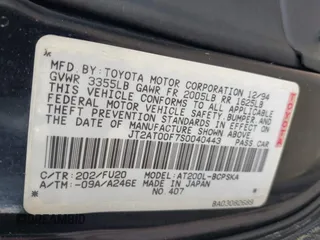 MFD. BY: TOYOTA MOTOR CORPORATION 12/94
GVWR 3355LB GAWR FR 2005LB RR 1625LB
THIS VEHICLE CONFORMS TO ALL APPLICABLE
FEDERAL MOTOR VEHICLE SAFETY, BUMPER, AND
THEFT PREVENTION STANDARDS IN EFFECT ON
THE DATE OF MANUFACTURE SHOWN ABOVE.
JT2AT00F7S0040443
PASS. CAR
C/TR: 202/FU20 MODEL: AT200L-BCPSKA
A/TM: -09A/A246E MADE IN JAPAN
NO. 407